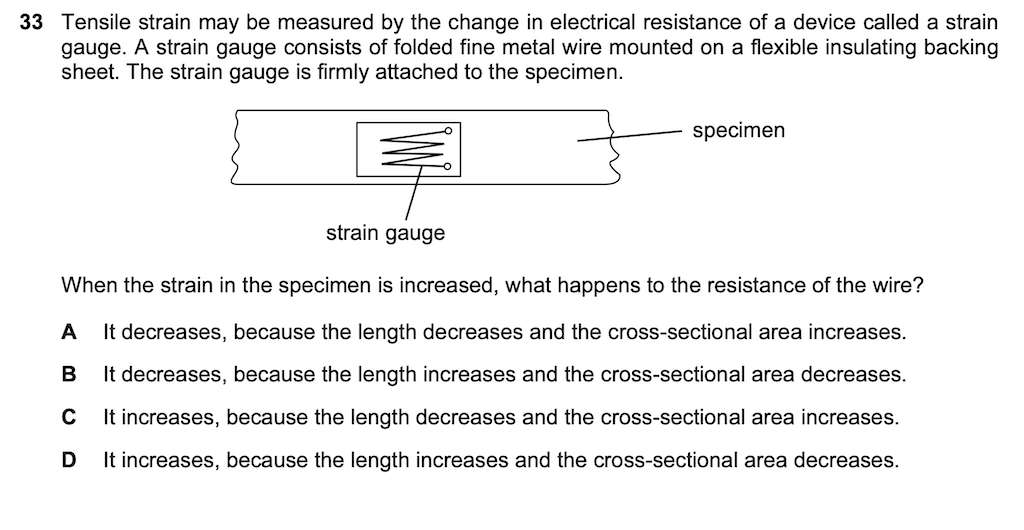 33 Tensile strain may be measured by the change in electrical resistance of a device called a strain
gauge. A strain gauge consists of folded fine metal wire mounted on a flexible insulating backing
sheet. The strain gauge is firmly attached to the specimen.
specimen
strain gauge
When the strain in the specimen is increased, what happens to the resistance of the wire?
A It decreases, because the length decreases and the cross-sectional area increases.
B It decreases, because the length increases and the cross-sectional area decreases.
C It increases, because the length decreases and the cross-sectional area increases.
D It increases, because the length increases and the cross-sectional area decreases.